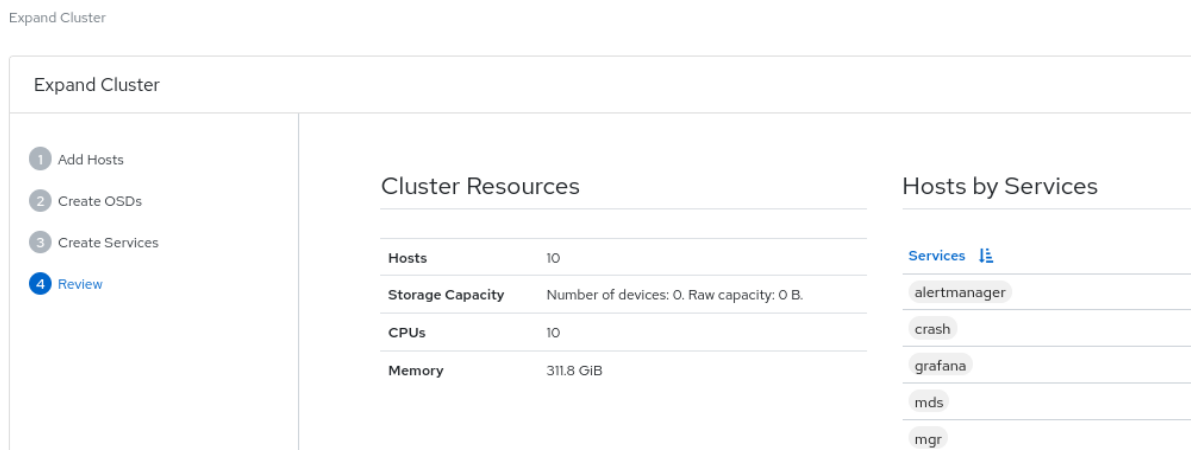 Expand Cluster
Expand Cluster
1 Add Hosts
2 Create OSDs
3 Create Services
4 Review
Cluster Resources
Hosts 10
Storage Capacity Number of devices: 0. Raw capacity: 0 B.
CPUs 10
Memory 311.8 GiB
Hosts by Services
Services
alertmanager
crash
grafana
mds
mgr